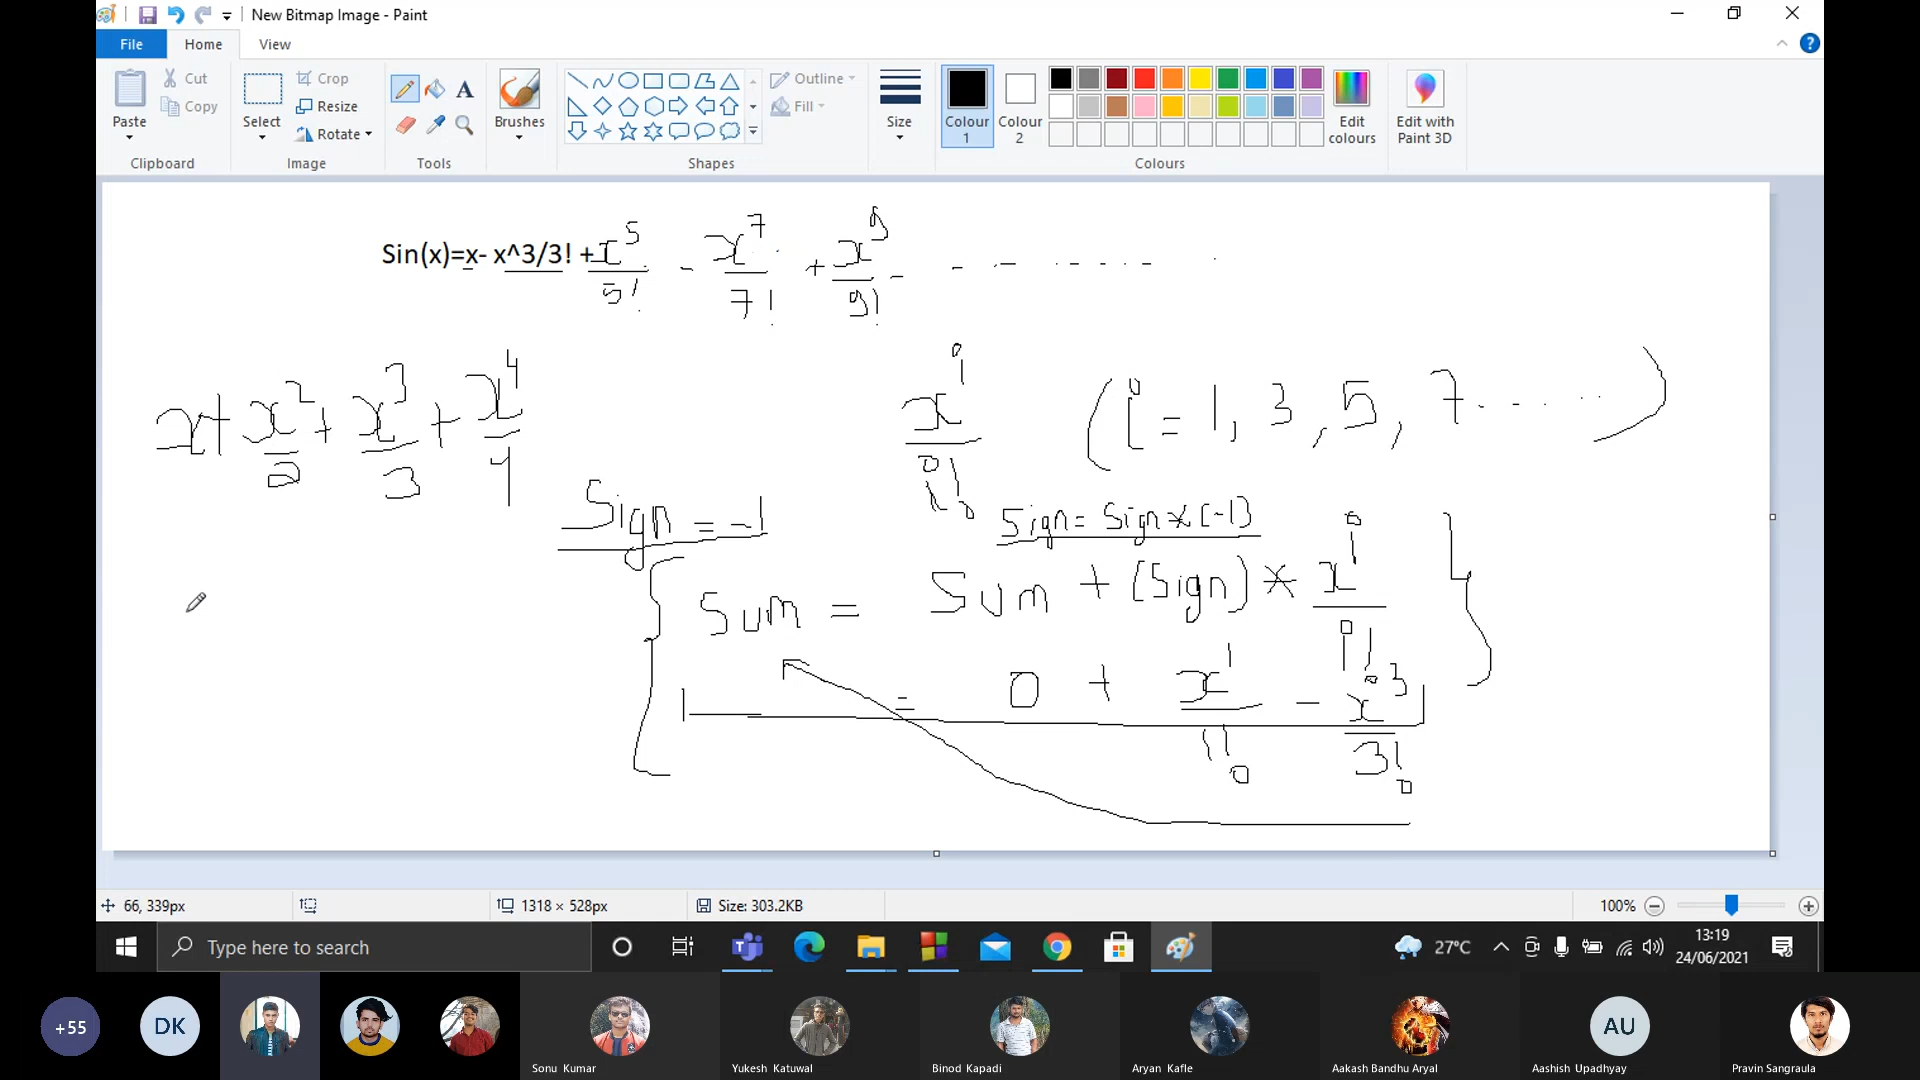 New Bitmap Image - Paint
File Home View
Paste Cut Copy Clipboard
Select Crop Resize Rotate Image
Tools
Brushes
Outline Fill Shapes
Size
Colour 1 Colour 2 Edit colours Colours
Edit with Paint 3D
Sin(x)=x- x^3/3! + x^5/5! - x^7/7! + x^9/9! - - - - - - - -
x + x^2/2 + x^3/3 + x^4/4
x^i/i! (i = 1, 3, 5, 7 - - - - - )
Sign = -1
Sign = Sign * (-1)
Sum = Sum + (Sign) * x^i/i!
= 0 + x^1/1! - x^3/3!
66, 339px
1318 × 528px
Size: 303.2KB
100%
Type here to search
27°C
13:19
24/06/2021
+55
DK
AU
Sonu Kumar
Yukesh Katuwal
Binod Kapadi
Aryan Kafle
Aakash Bandhu Aryal
Aashish Upadhyay
Pravin Sangraula